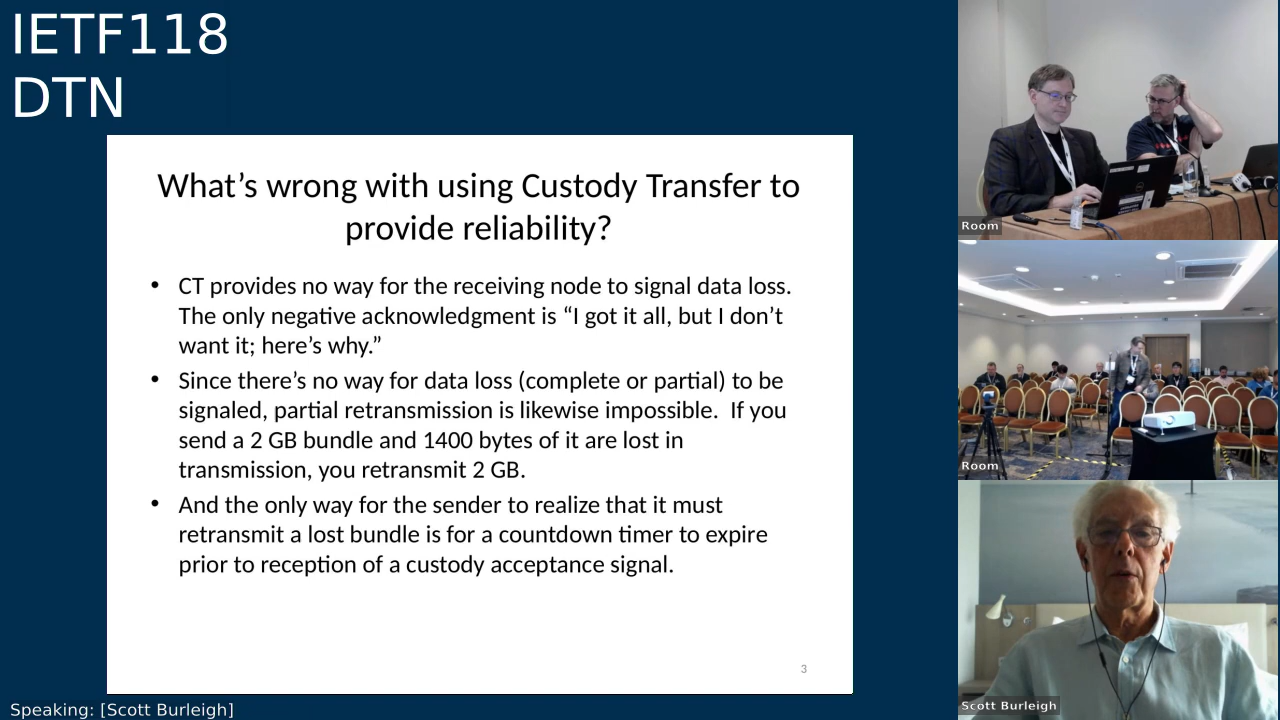 IETF118
DTN
What’s wrong with using Custody Transfer to
provide reliability?
• CT provides no way for the receiving node to signal data loss.
The only negative acknowledgment is “I got it all, but I don’t
want it; here’s why.”
• Since there’s no way for data loss (complete or partial) to be
signaled, partial retransmission is likewise impossible.  If you
send a 2 GB bundle and 1400 bytes of it are lost in
transmission, you retransmit 2 GB.
• And the only way for the sender to realize that it must
retransmit a lost bundle is for a countdown timer to expire
prior to reception of a custody acceptance signal.
3
Speaking: [Scott Burleigh]
Room
Room
Scott Burleigh